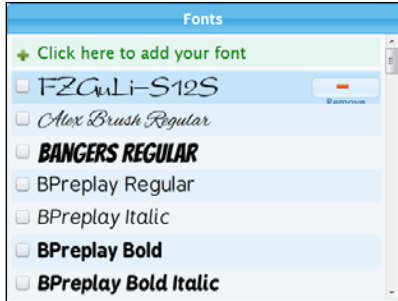 Fonts
Click here to add your font
FZGuLi-S12S
Remove
Alex Brush Regular
BANGERS REGULAR
BPreplay Regular
BPreplay Italic
BPreplay Bold
BPreplay Bold Italic